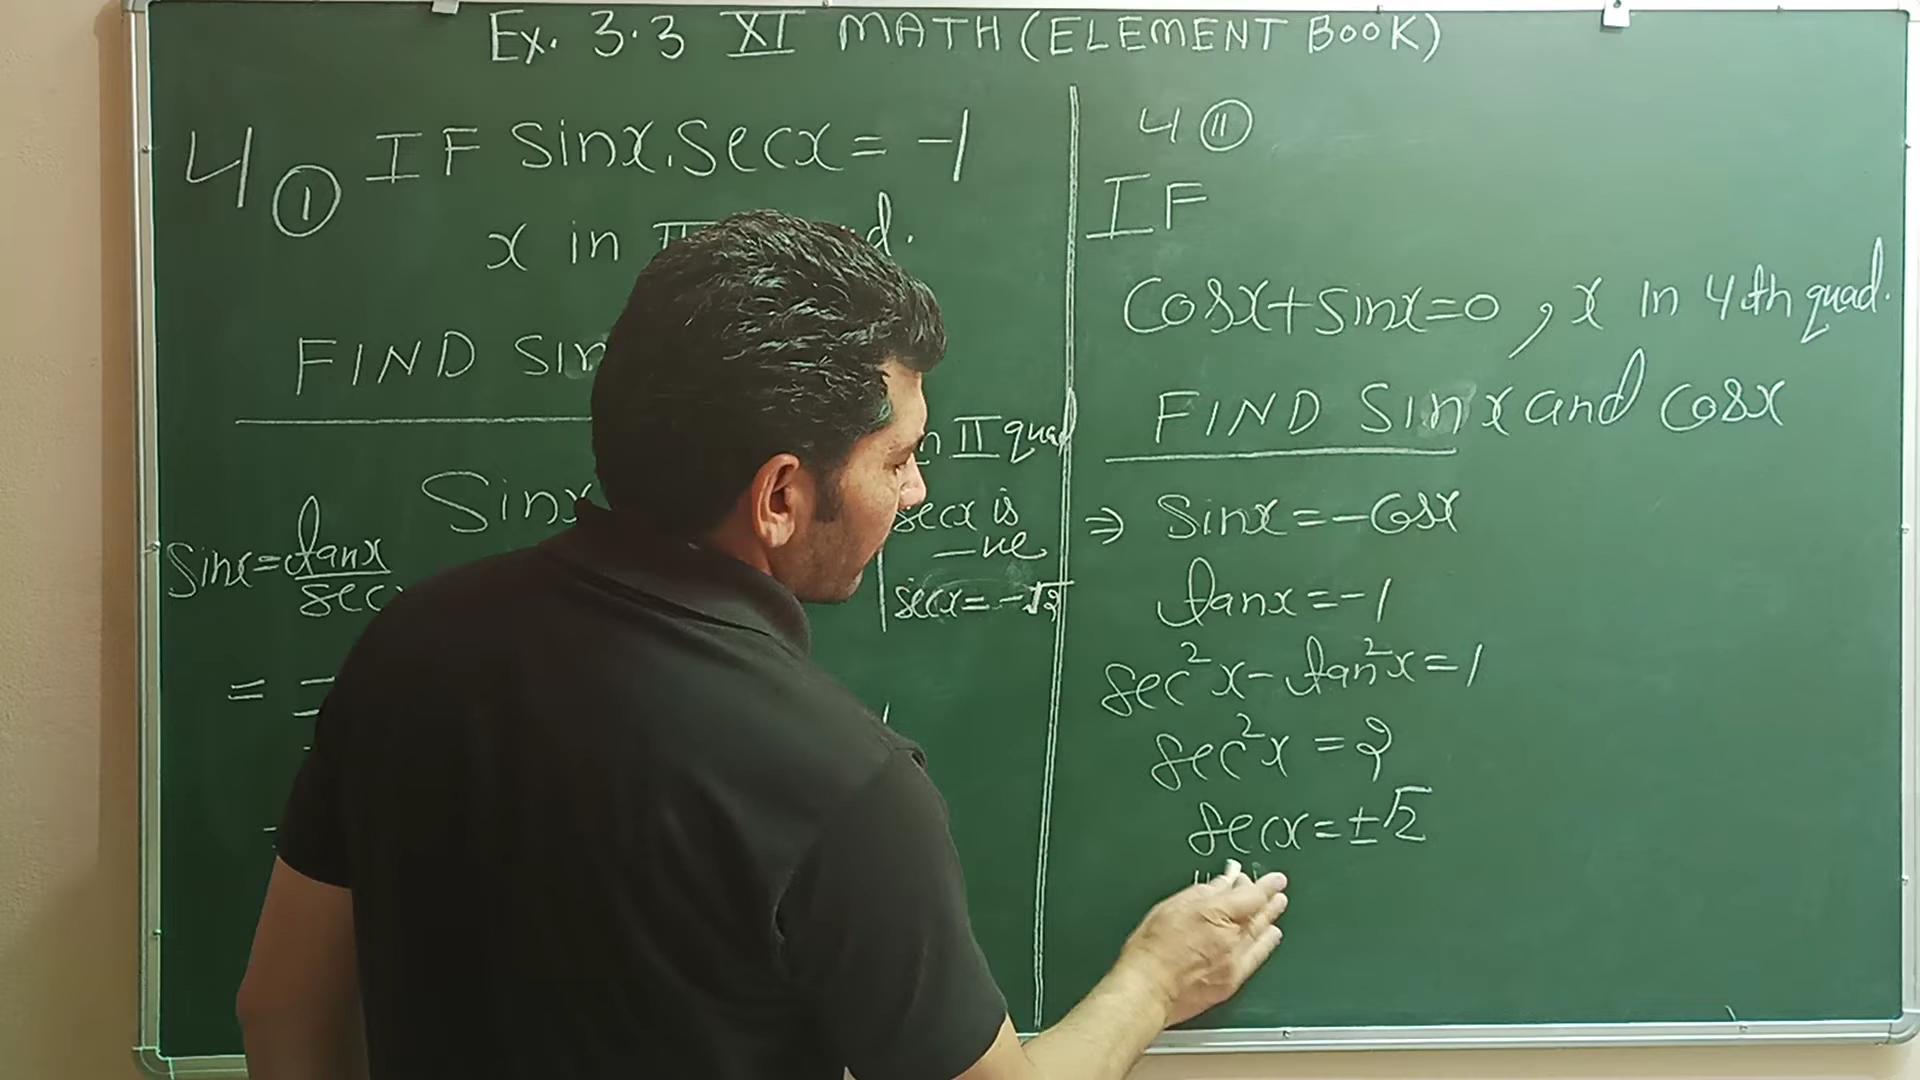 Ex. 3.3 XI MATH (ELEMENT BOOK)
4 (I) IF Sinx.Secx = -1
x in
FIND Sin
Sinx
in II quad
secx is
-ve
secx = -√2
Sinx = tanx
sec
=
4 (II)
IF
Cosx+Sinx=0, x in 4th quad.
FIND Sinx and Cosx
⇒ Sinx = -Cosx
tanx = -1
sec²x - tan²x = 1
sec²x = 2
secx = ±√2